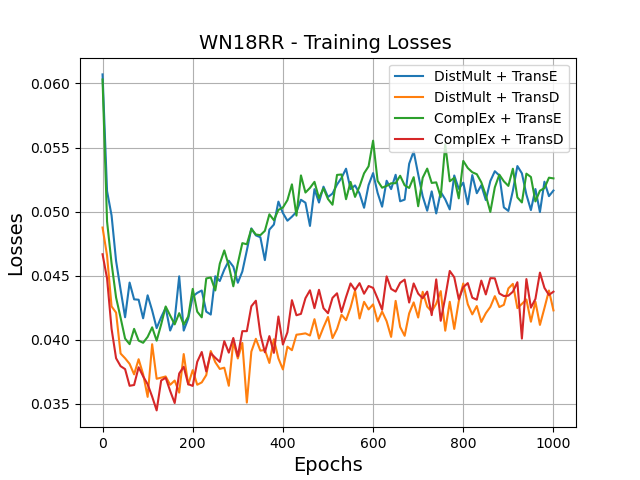 WN18RR - Training Losses
DistMult + TransE
DistMult + TransD
ComplEx + TransE
ComplEx + TransD
0.060
0.055
0.050
0.045
0.040
0.035
Losses
0
200
400
600
800
1000
Epochs